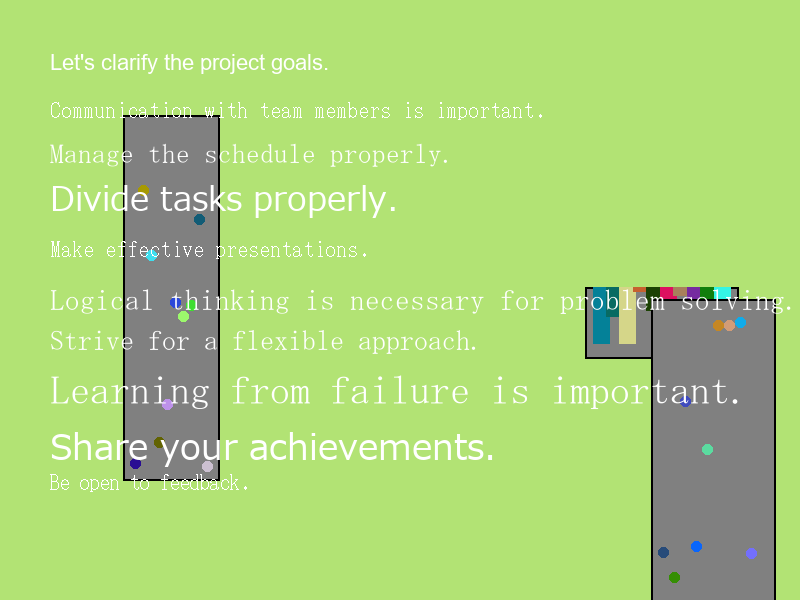 Let's clarify the project goals.
Communication with team members is important.
Manage the schedule properly.
Divide tasks properly.
Make effective presentations.
Logical thinking is necessary for problem solving.
Strive for a flexible approach.
Learning from failure is important.
Share your achievements.
Be open to feedback.